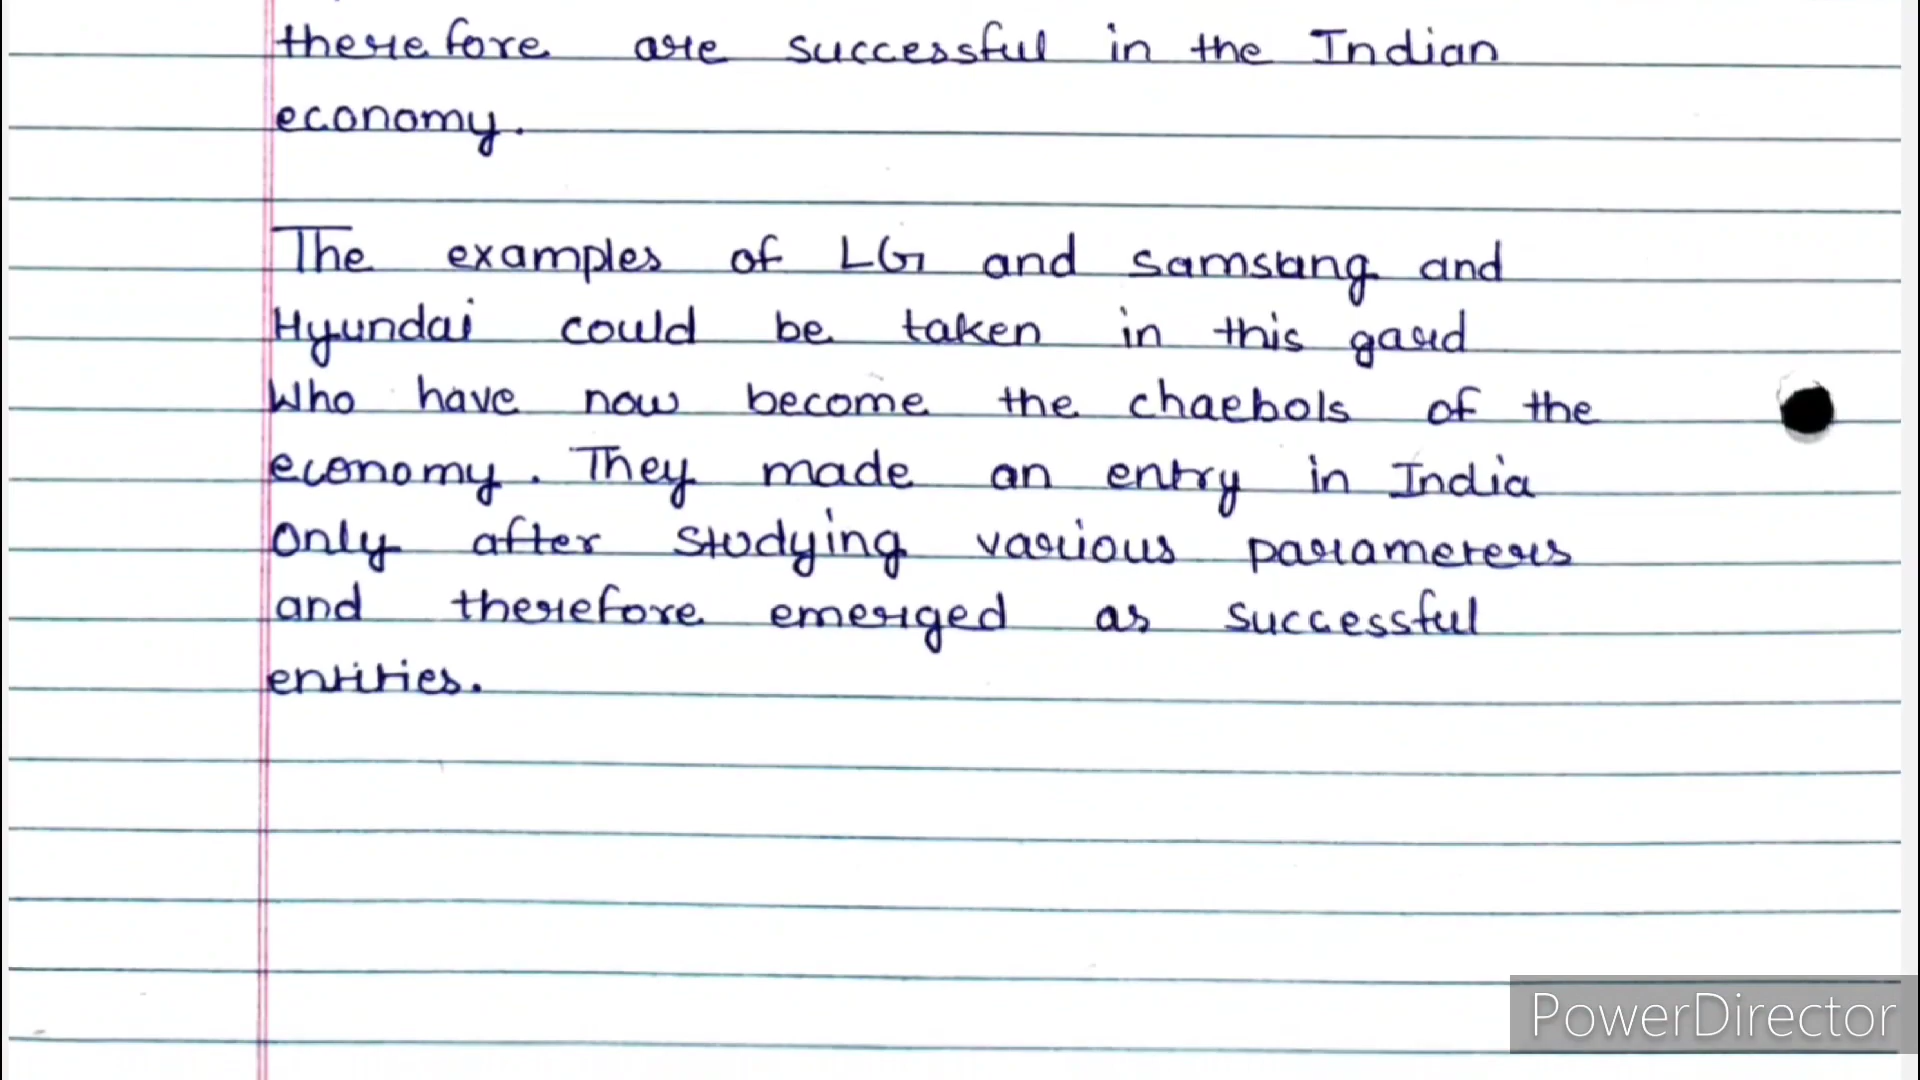 therefore are successful in the Indian
economy.
The examples of LG and samsung and
Hyundai could be taken in this gard
Who have now become the chaebols of the
economy. They made an entry in India
only after studying various parameters
and therefore emerged as successful
entities.
PowerDirector